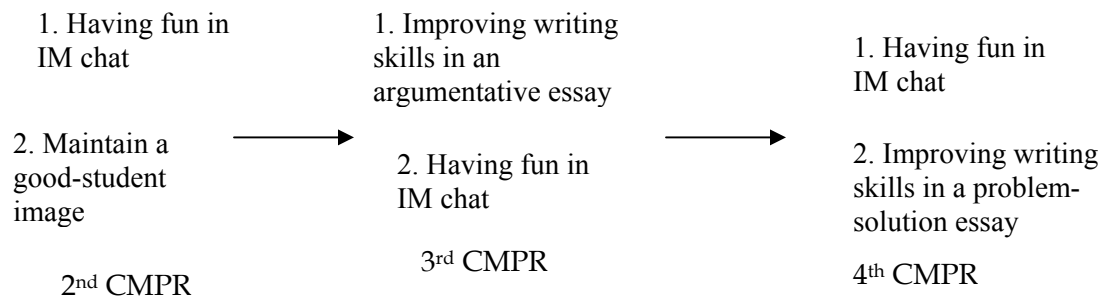 1. Having fun in
IM chat
2. Maintain a
good-student
image
2nd CMPR
1. Improving writing
skills in an
argumentative essay
2. Having fun in
IM chat
3rd CMPR
1. Having fun in
IM chat
2. Improving writing
skills in a problem-
solution essay
4th CMPR